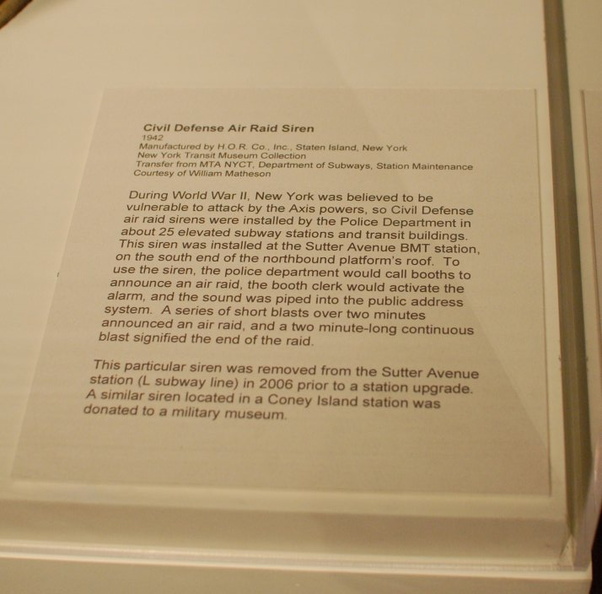 Civil Defense Air Raid Siren
1942
Manufactured by H.O.R. Co., Inc., Staten Island, New York
New York Transit Museum Collection
Transfer from MTA NYCT, Department of Subways, Station Maintenance
Courtesy of William Matheson
During World War II, New York was believed to be
vulnerable to attack by the Axis powers, so Civil Defense
air raid sirens were installed by the Police Department in
about 25 elevated subway stations and transit buildings.
This siren was installed at the Sutter Avenue BMT station,
on the south end of the northbound platform's roof. To
use the siren, the police department would call booths to
announce an air raid, the booth clerk would activate the
alarm, and the sound was piped into the public address
system. A series of short blasts over two minutes
announced an air raid, and a two minute-long continuous
blast signified the end of the raid.
This particular siren was removed from the Sutter Avenue
station (L subway line) in 2006 prior to a station upgrade.
A similar siren located in a Coney Island station was
donated to a military museum.